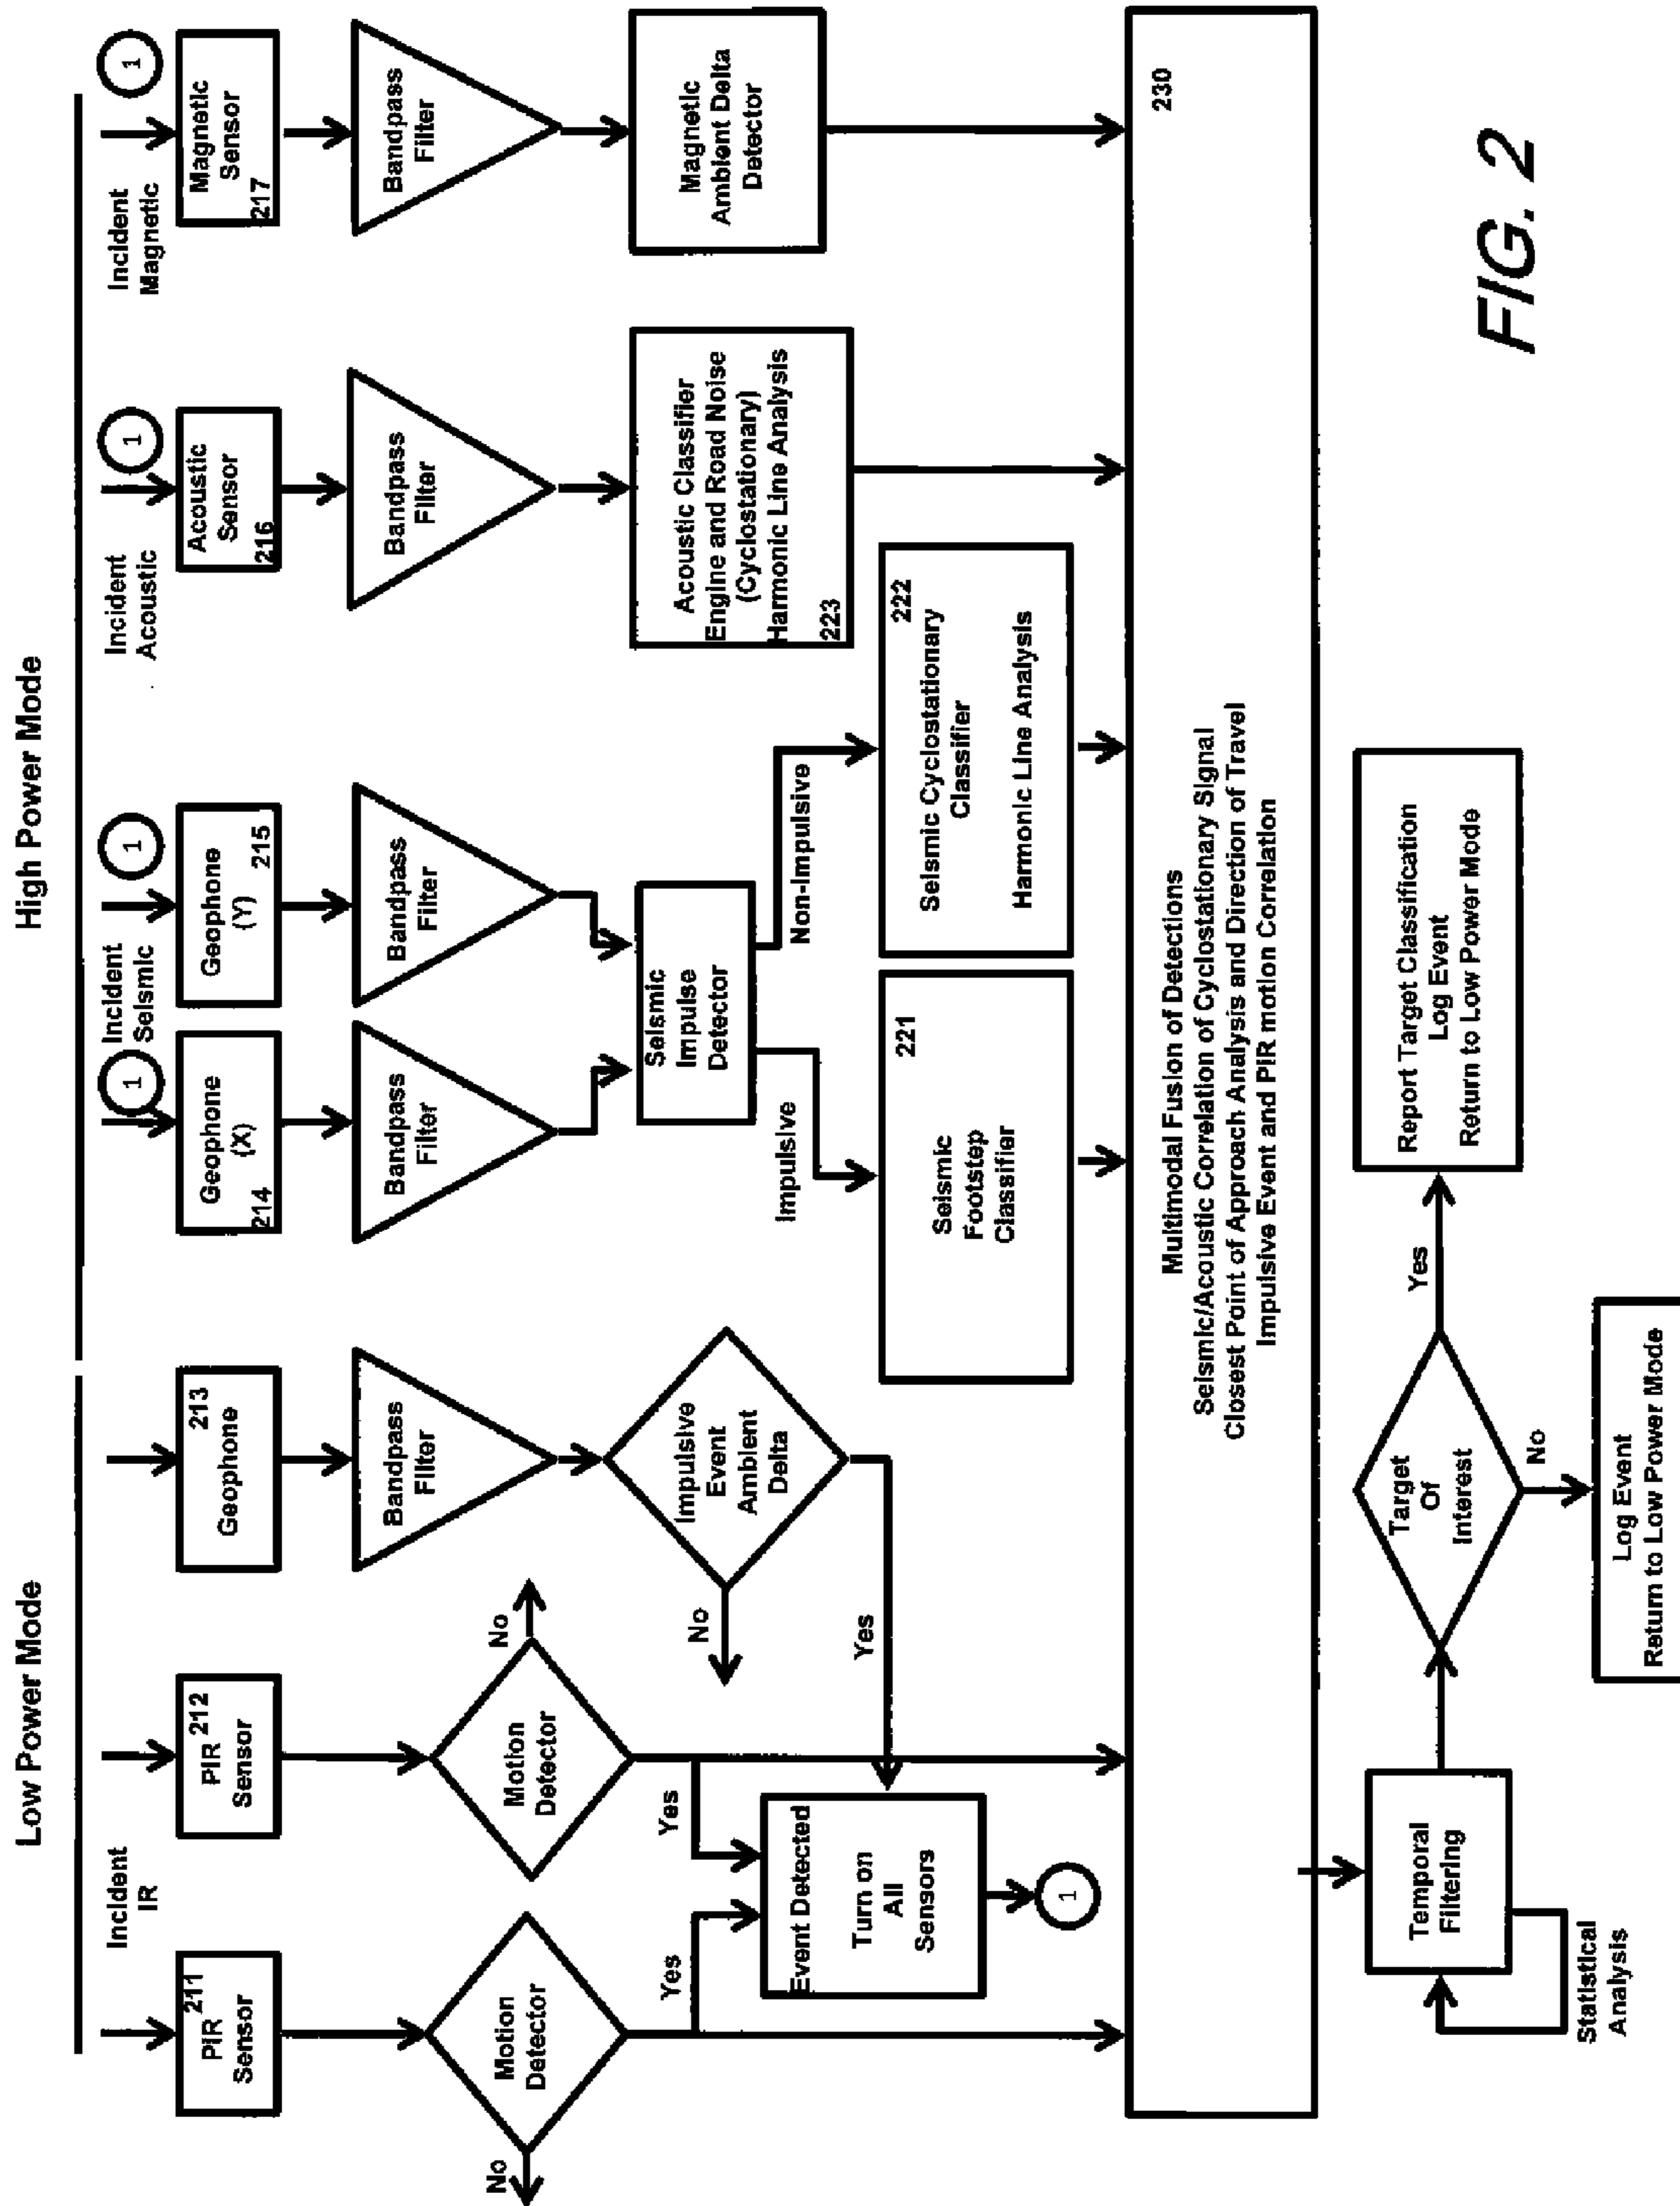 Low Power Mode
High Power Mode
Incident
IR
Incident
Seismic
Incident
Acoustic
Incident
Magnetic
1
1
1
1
PIR
Sensor
211
PIR
Sensor
212
Geophone
213
Geophone
(X)
214
Geophone
(Y)
215
Acoustic
Sensor
216
Magnetic
Sensor
217
Motion
Detector
No
Motion
Detector
No
Bandpass
Filter
Bandpass
Filter
Bandpass
Filter
Bandpass
Filter
Bandpass
Filter
Yes
Yes
Impulsive
Event
Ambient
Delta
No
Yes
Seismic
Impulse
Detector
Impulsive
Non-Impulsive
Acoustic Classifier
Engine and Road Noise
(Cyclostationary)
Harmonic Line Analysis
223
Magnetic
Ambient Delta
Detector
Event Detected
Turn on
All
Sensors
1
221
Seismic
Footstep
Classifier
222
Seismic Cyclostationary
Classifier
Harmonic Line Analysis
230
Multimodal Fusion of Detections
Seismic/Acoustic Correlation of Cyclostationary Signal
Closest Point of Approach Analysis and Direction of Travel
Impulsive Event and PIR motion Correlation
Temporal
Filtering
Statistical
Analysis
Target
Of
Interest
Yes
No
Report Target Classification
Log Event
Return to Low Power Mode
Log Event
Return to Low Power Mode
FIG. 2